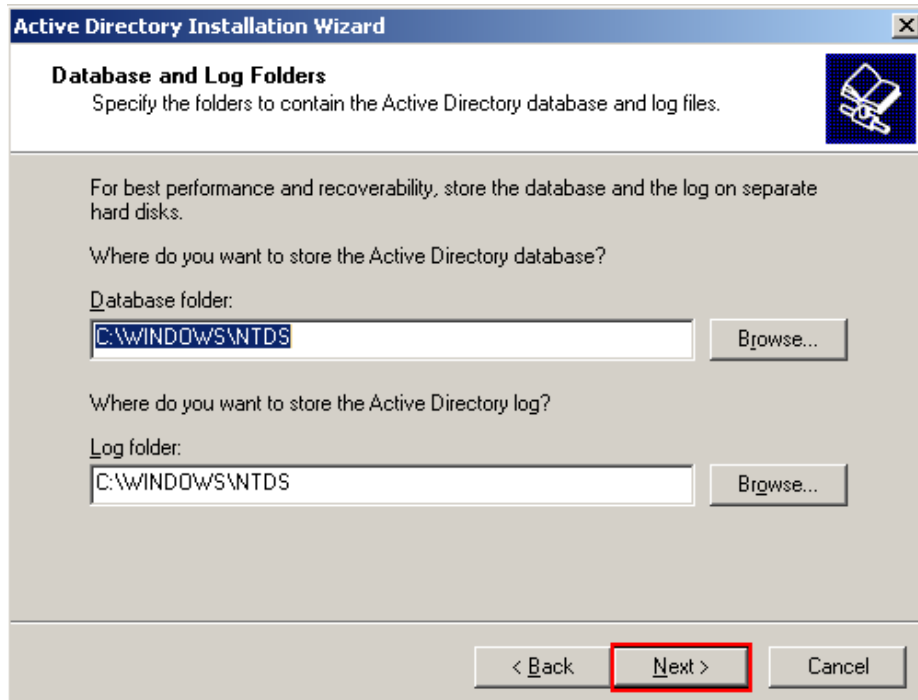 Active Directory Installation Wizard
Database and Log Folders
Specify the folders to contain the Active Directory database and log files.
For best performance and recoverability, store the database and the log on separate
hard disks.
Where do you want to store the Active Directory database?
Database folder:
C:\WINDOWS\NTDS
Browse...
Where do you want to store the Active Directory log?
Log folder:
C:\WINDOWS\NTDS
Browse...
< Back
Next >
Cancel